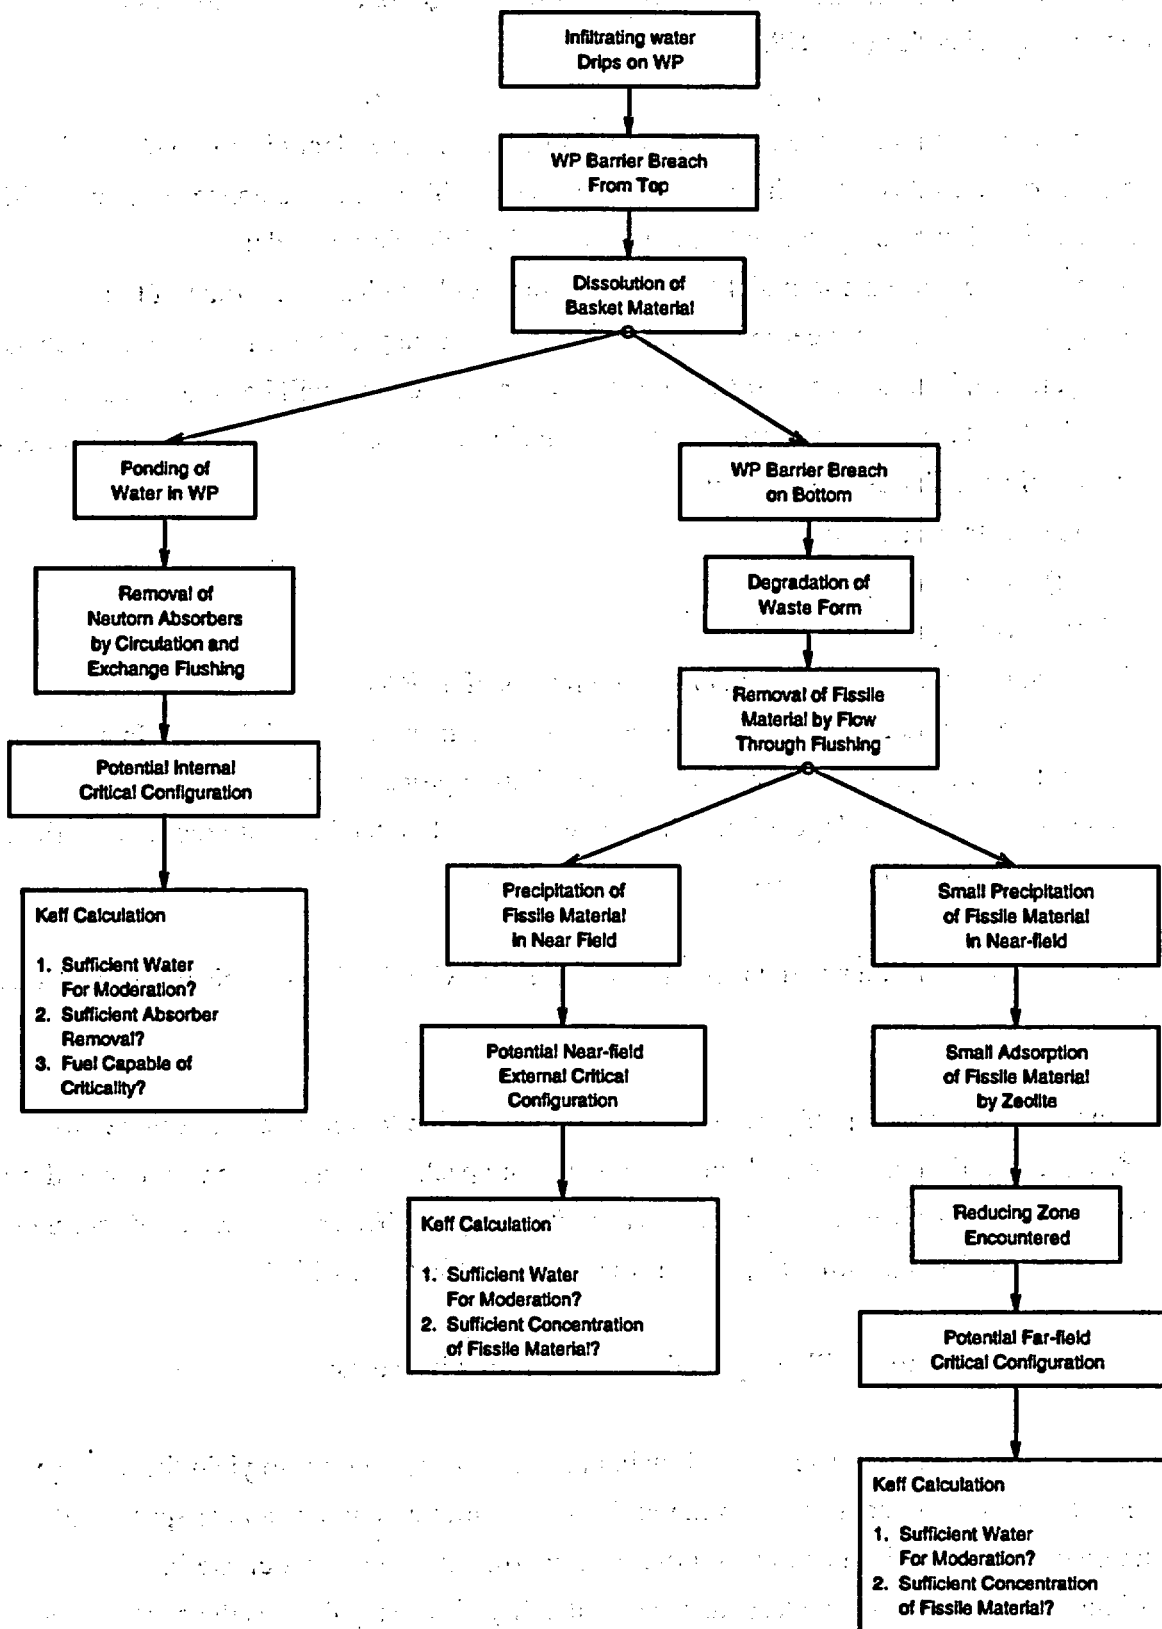 Infiltrating water
Drips on WP
WP Barrier Breach
From Top
Dissolution of
Basket Material
Ponding of
Water in WP
Removal of
Neutorn Absorbers
by Circulation and
Exchange Flushing
Potential Internal
Critical Configuration
Keff Calculation
1. Sufficient Water
For Moderation?
2. Sufficient Absorber
Removal?
3. Fuel Capable of
Criticality?
WP Barrier Breach
on Bottom
Degradation of
Waste Form
Removal of Fissile
Material by Flow
Through Flushing
Precipitation of
Fissile Material
in Near Field
Potential Near-field
External Critical
Configuration
Keff Calculation
1. Sufficient Water
For Moderation?
2. Sufficient Concentration
of Fissile Material?
Small Precipitation
of Fissile Material
in Near-field
Small Adsorption
of Fissile Material
by Zeolite
Reducing Zone
Encountered
Potential Far-field
Critical Configuration
Keff Calculation
1. Sufficient Water
For Moderation?
2. Sufficient Concentration
of Fissile Material?